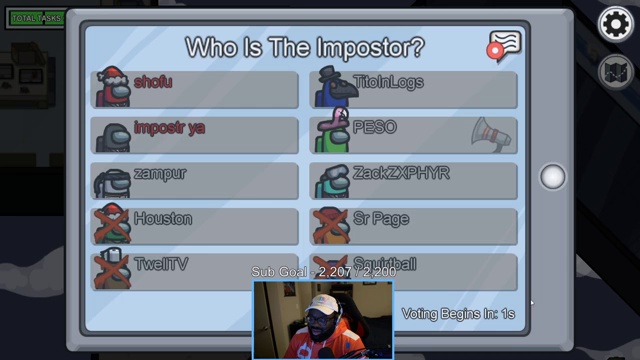 TOTAL TASKS
Who Is The Impostor?
shofu
TitoInLogs
impostr ya
PESO
zampur
ZackZXPHYR
Houston
Sr Page
TwellTV
Squidball
Sub Goal - 2,207 / 2,200
Voting Begins In: 1s